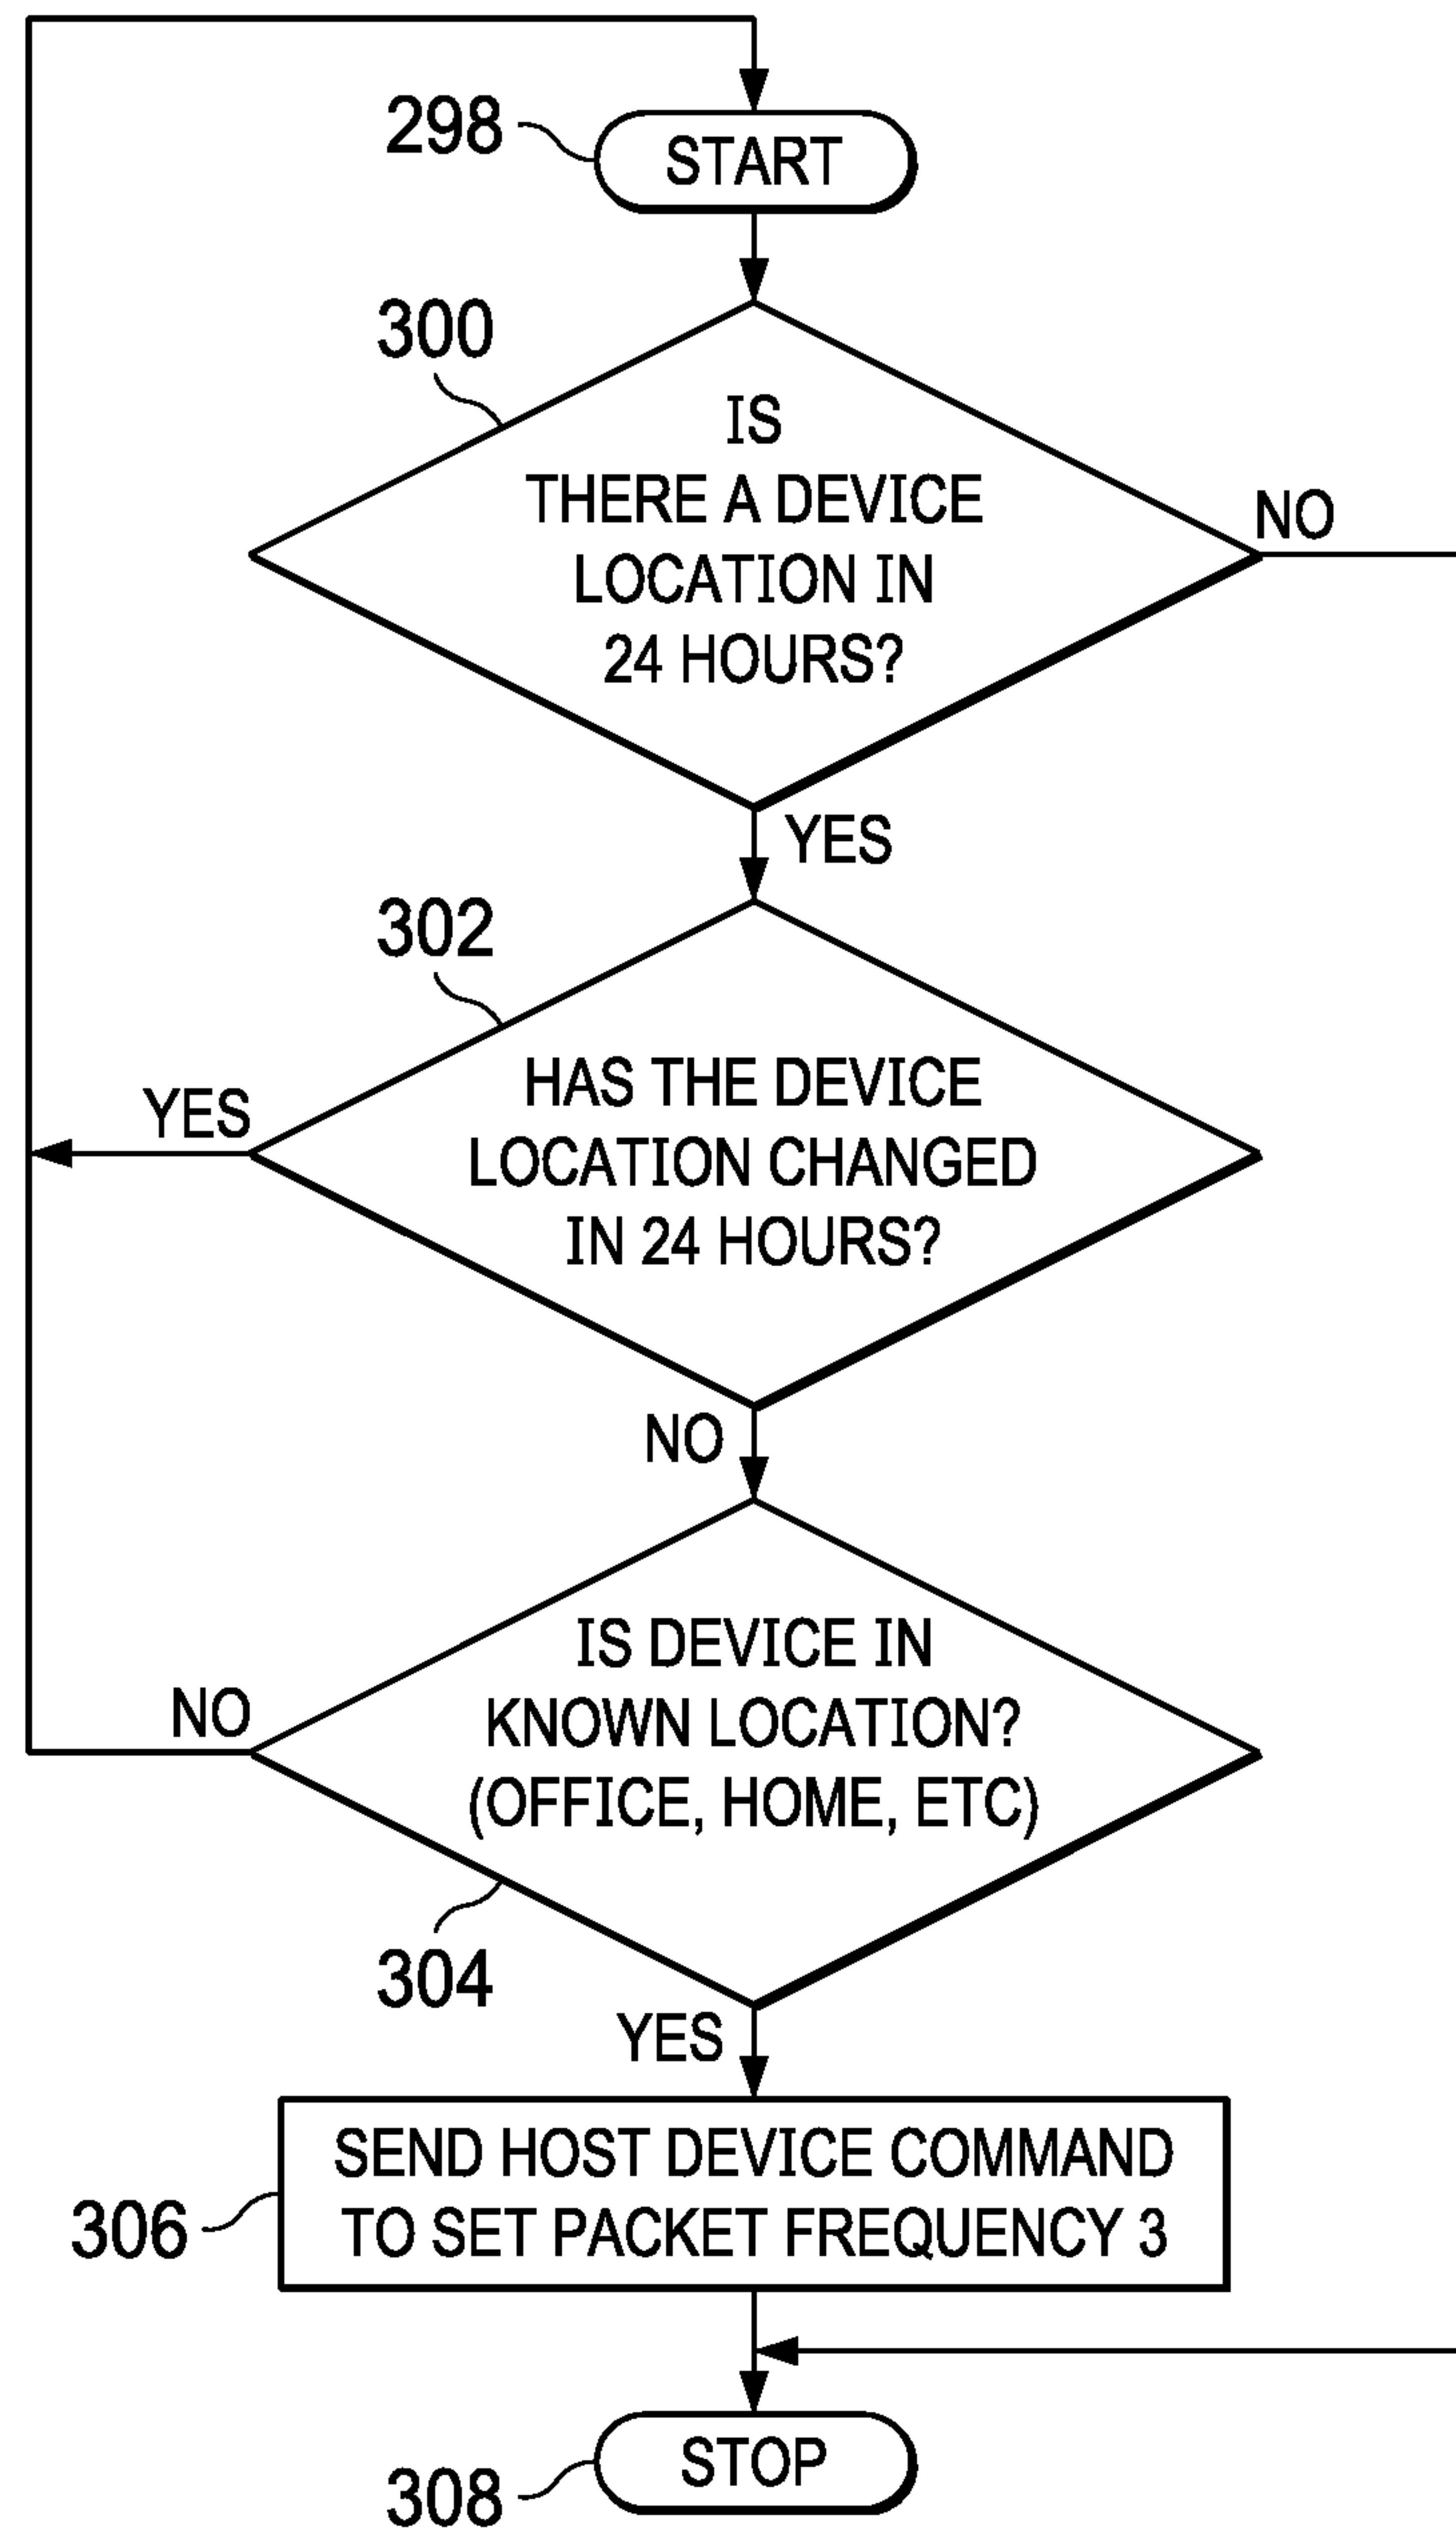 298
START
300
IS
THERE A DEVICE
LOCATION IN
24 HOURS?
NO
YES
302
HAS THE DEVICE
LOCATION CHANGED
IN 24 HOURS?
YES
NO
IS DEVICE IN
KNOWN LOCATION?
(OFFICE, HOME, ETC)
NO
304
YES
SEND HOST DEVICE COMMAND
TO SET PACKET FREQUENCY 3
306
STOP
308